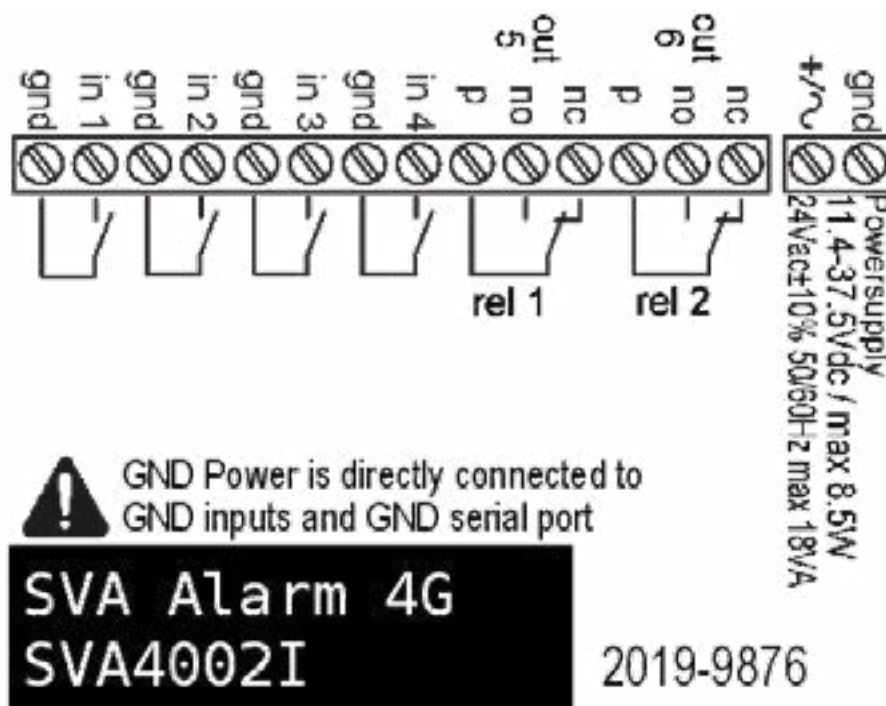 out 5
out 6
gnd in 1 gnd in 2 gnd in 3 gnd in 4 p no nc p no nc +/~ gnd
rel 1 rel 2
Powersupply
11.4-37.5Vdc / max 8.5W
24Vac±10% 50/60Hz max 18VA
GND Power is directly connected to
GND inputs and GND serial port
SVA Alarm 4G
SVA4002I
2019-9876